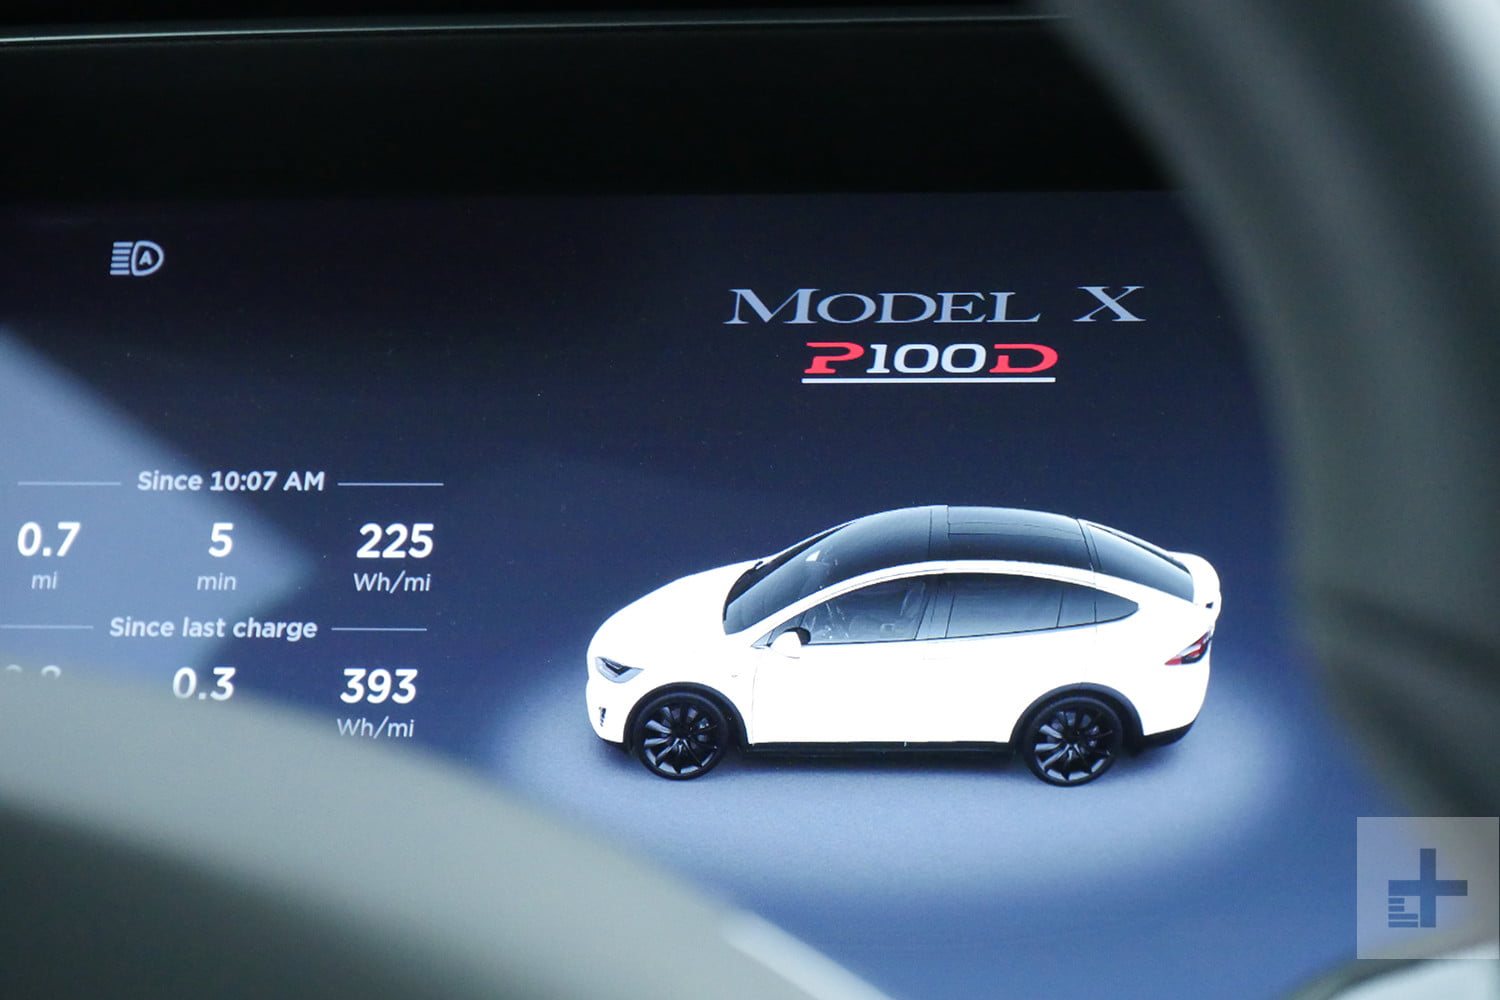 A
MODEL X
P100D
Since 10:07 AM
0.7 5 225
mi min Wh/mi
Since last charge
0.3 393
Wh/mi